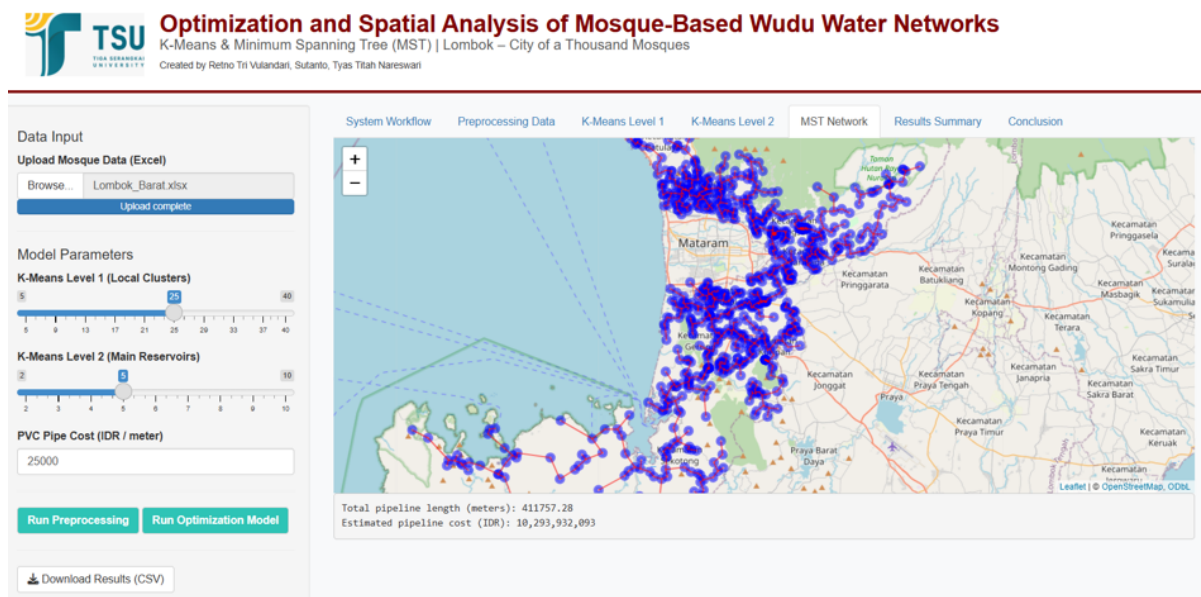 TSU
TIGA SERANGKAI
UNIVERSITY
Optimization and Spatial Analysis of Mosque-Based Wudu Water Networks
K-Means & Minimum Spanning Tree (MST) | Lombok – City of a Thousand Mosques
Created by Retno Tri Vulandari, Sutanto, Tyas Titah Nareswari
Data Input
Upload Mosque Data (Excel)
Browse... Lombok_Barat.xlsx
Upload complete
Model Parameters
K-Means Level 1 (Local Clusters)
5 25 40
5 9 13 17 21 25 29 33 37 40
K-Means Level 2 (Main Reservoirs)
2 5 10
2 3 4 5 6 7 8 9 10
PVC Pipe Cost (IDR / meter)
25000
Run Preprocessing Run Optimization Model
Download Results (CSV)
System Workflow Preprocessing Data K-Means Level 1 K-Means Level 2 MST Network Results Summary Conclusion
+
−
Taman
Hutan
Mataram
Kecamatan
Pringgarata
Kecamatan
Batukliang
Kecamatan
Montong Gading
Kecamatan
Pringgasela
Kecamatan
Kopang
Kecamatan
Masbagik
Kecamatan
Sukamulia
Kecamatan
Terara
Kecamatan
Jonggat
Kecamatan
Praya Tengah
Kecamatan
Janapria
Kecamatan
Sakra Timur
Kecamatan
Sakra Barat
Praya
Kecamatan
Praya Timur
Kecamatan
Keruak
Praya Barat
Daya
Kecamatan
Leaflet | © OpenStreetMap, ODbL
Total pipeline length (meters): 411757.28
Estimated pipeline cost (IDR): 10,293,932,093